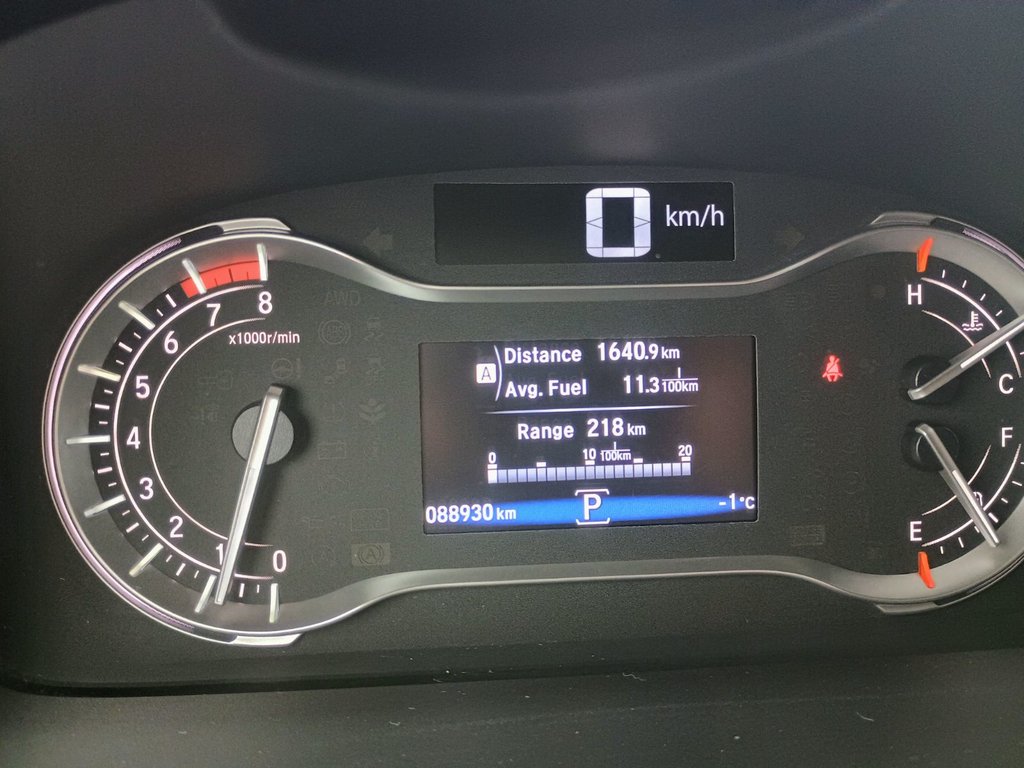 0 km/h
8
7
6
5
4
3
2
1
0
x1000r/min
A
Distance 1640.9 km
Avg. Fuel 11.3 l/100km
Range 218 km
0 10 l/100km 20
088930 km P -1°c
H
C
F
E
AWD
(A)